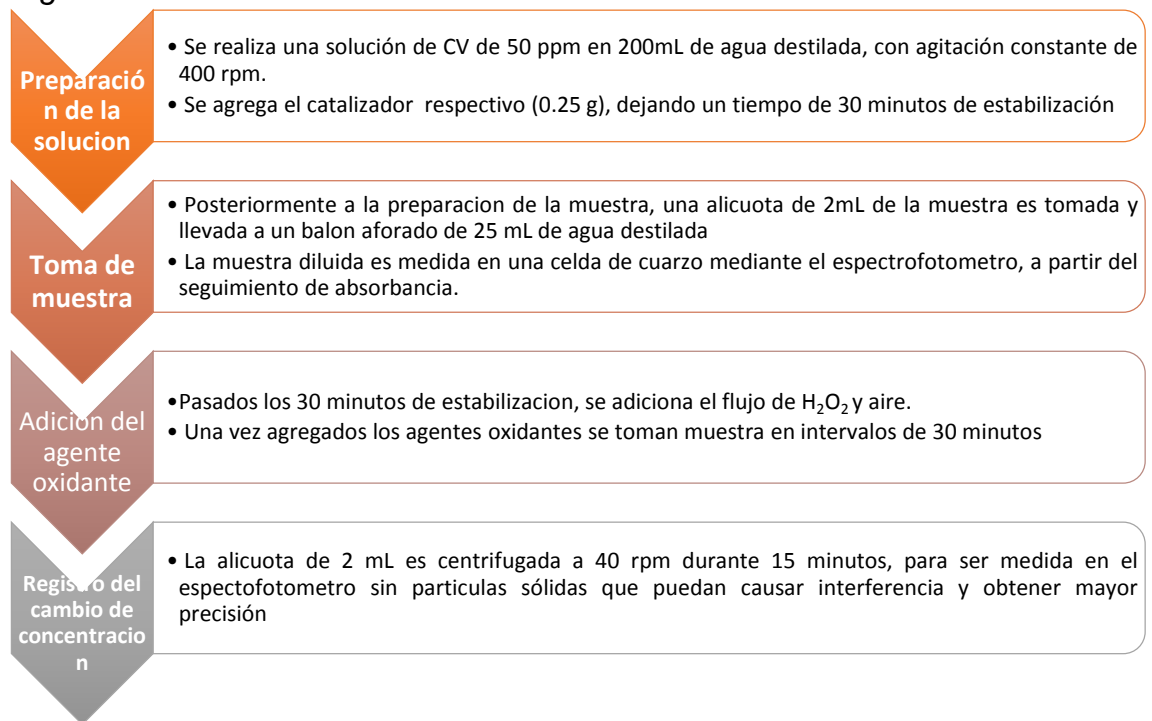 Preparació
n de la
solucion
• Se realiza una solución de CV de 50 ppm en 200mL de agua destilada, con agitación constante de
400 rpm.
• Se agrega el catalizador respectivo (0.25 g), dejando un tiempo de 30 minutos de estabilización
Toma de
muestra
• Posteriormente a la preparacion de la muestra, una alicuota de 2mL de la muestra es tomada y
llevada a un balon aforado de 25 mL de agua destilada
• La muestra diluida es medida en una celda de cuarzo mediante el espectrofotometro, a partir del
seguimiento de absorbancia.
Adición del
agente
oxidante
•Pasados los 30 minutos de estabilizacion, se adiciona el flujo de H₂O₂ y aire.
• Una vez agregados los agentes oxidantes se toman muestra en intervalos de 30 minutos
Registro del
cambio de
concentracio
n
• La alicuota de 2 mL es centrifugada a 40 rpm durante 15 minutos, para ser medida en el
espectofotometro sin particulas sólidas que puedan causar interferencia y obtener mayor
precisión